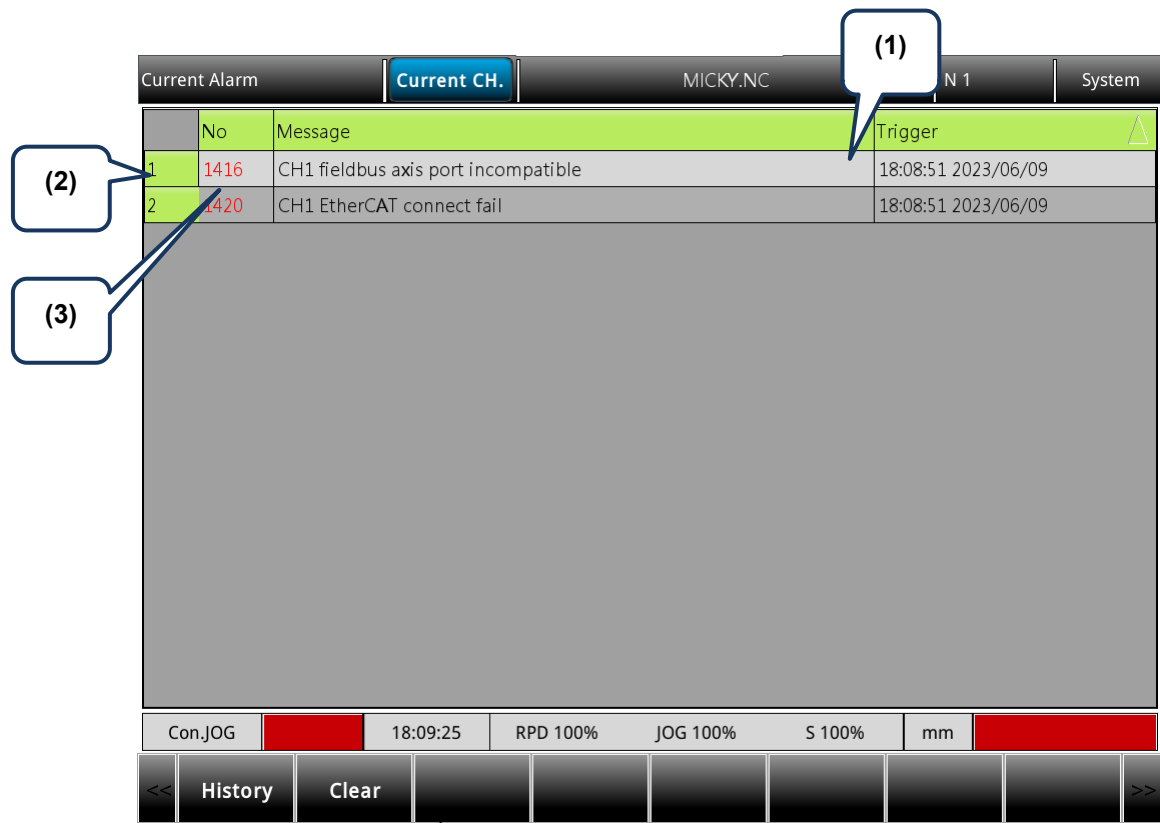 (1)
Current Alarm Current CH. MICKY.NC N 1 System
No Message Trigger
1 1416 CH1 fieldbus axis port incompatible 18:08:51 2023/06/09
(2)
2 1420 CH1 EtherCAT connect fail 18:08:51 2023/06/09
(3)
Con.JOG 18:09:25 RPD 100% JOG 100% S 100% mm
<< History Clear >>